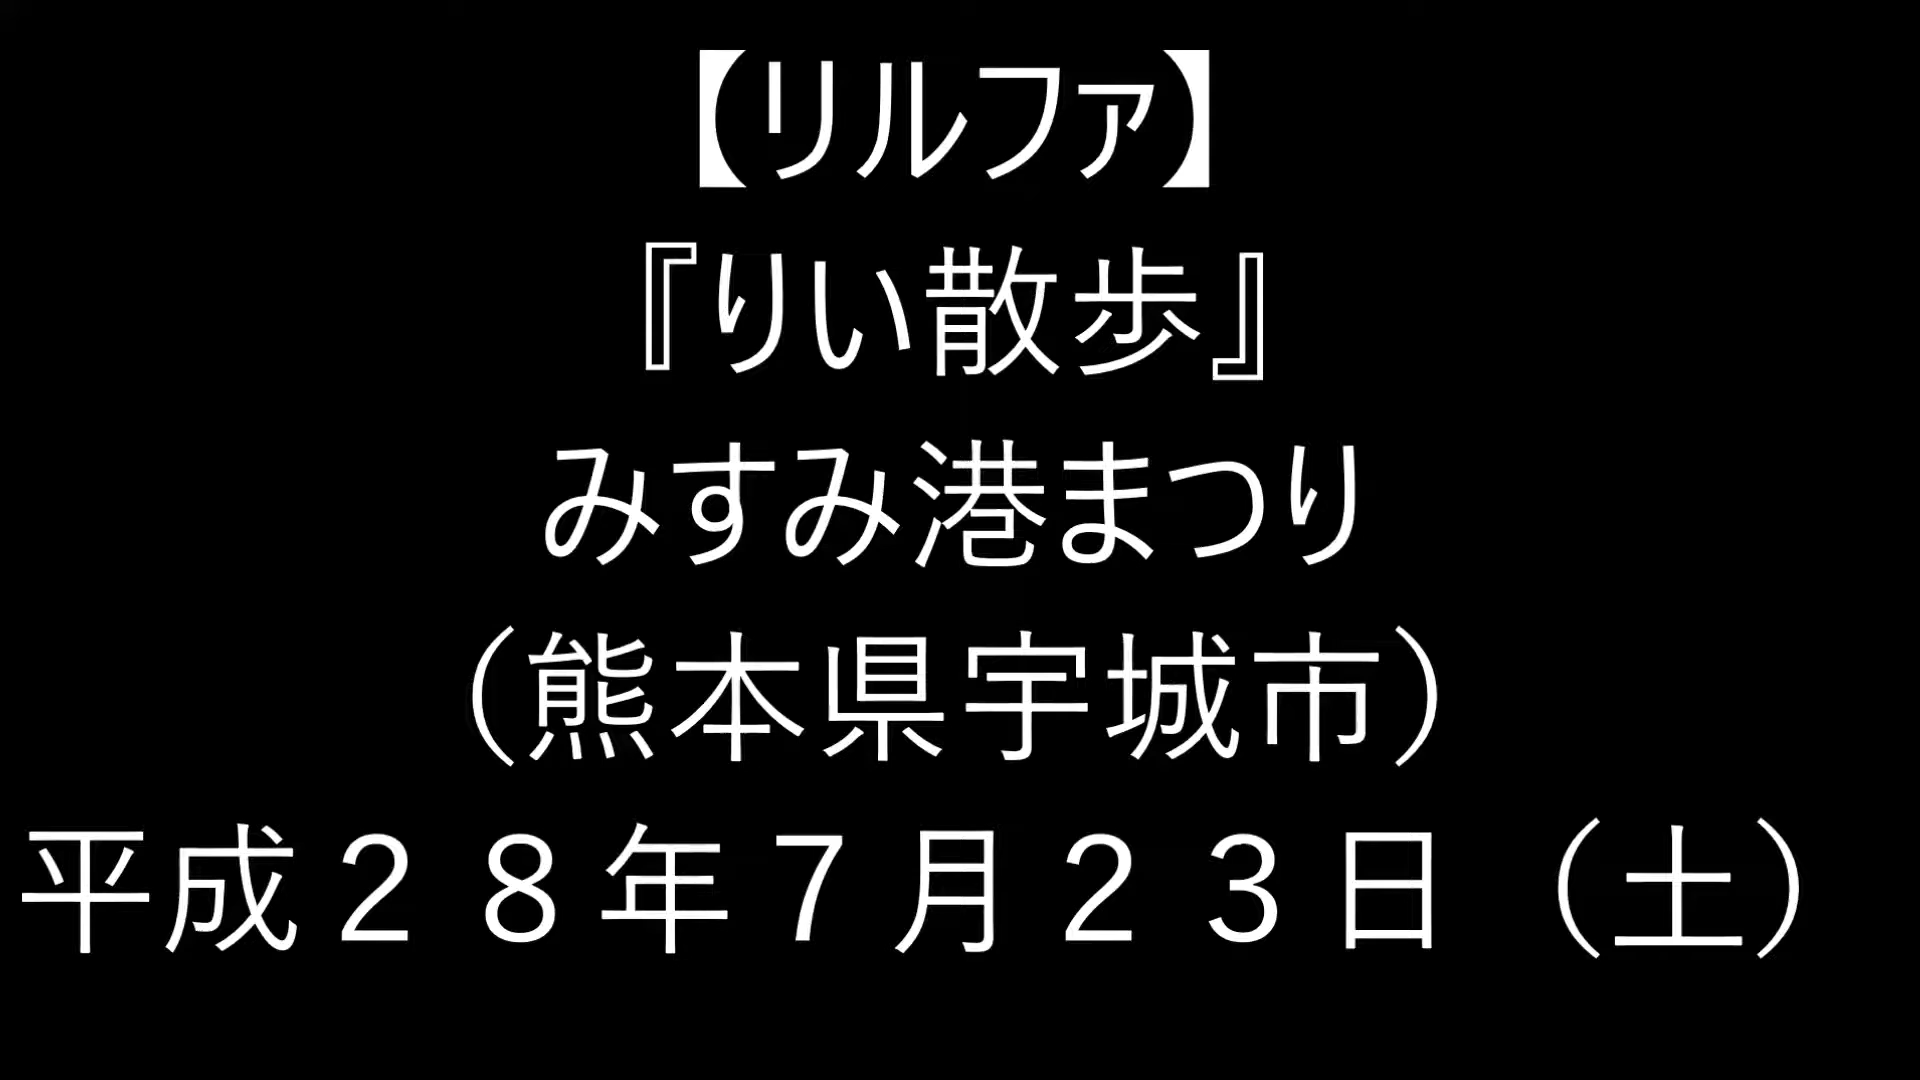 【リルファ】
『りい散歩』
みすみ港まつり
（熊本県宇城市）
平成２８年７月２３日（土）